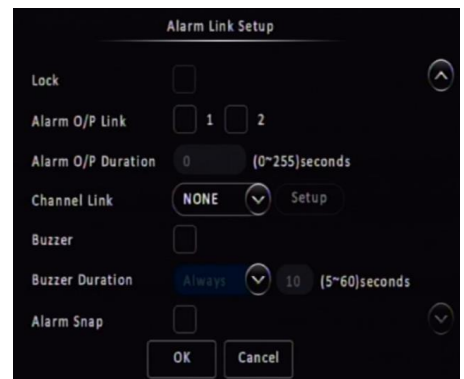 Alarm Link Setup
Lock
Alarm O/P Link 1 2
Alarm O/P Duration 0 (0~255)seconds
Channel Link NONE Setup
Buzzer
Buzzer Duration Always 10 (5~60)seconds
Alarm Snap
OK Cancel